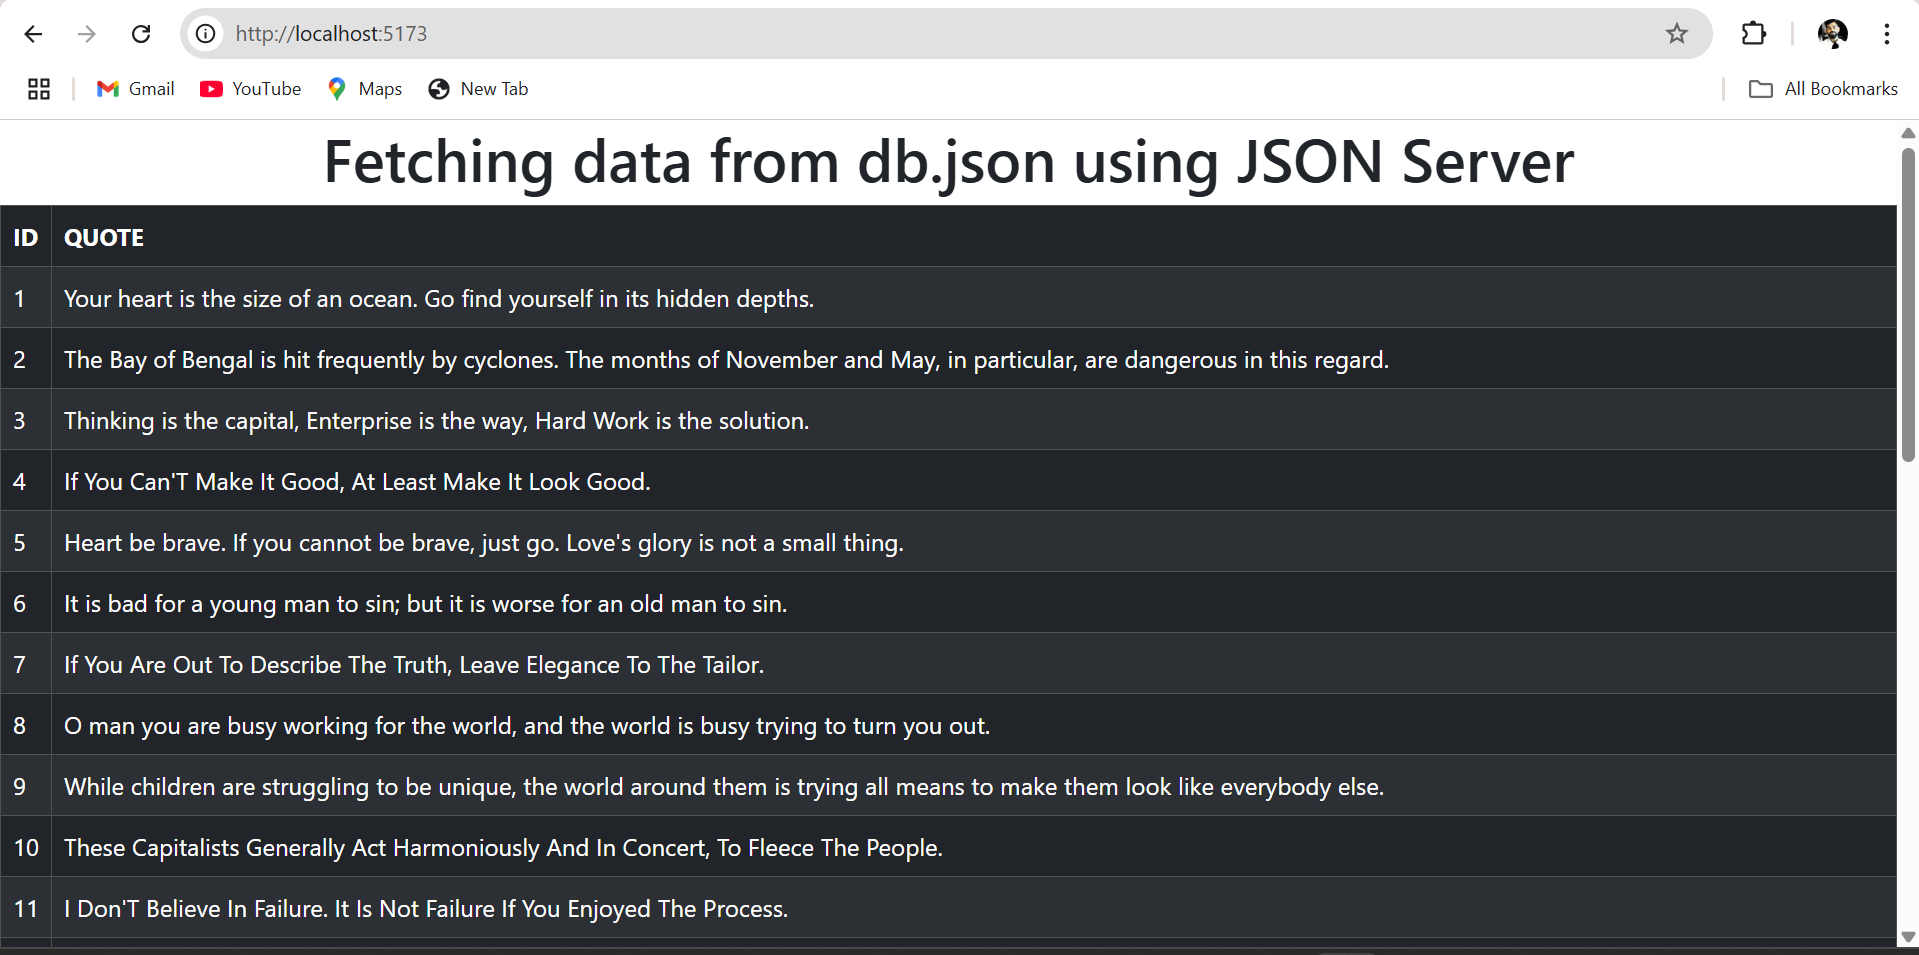 http://localhost:5173
Gmail YouTube Maps New Tab All Bookmarks
Fetching data from db.json using JSON Server
ID QUOTE
1 Your heart is the size of an ocean. Go find yourself in its hidden depths.
2 The Bay of Bengal is hit frequently by cyclones. The months of November and May, in particular, are dangerous in this regard.
3 Thinking is the capital, Enterprise is the way, Hard Work is the solution.
4 If You Can'T Make It Good, At Least Make It Look Good.
5 Heart be brave. If you cannot be brave, just go. Love's glory is not a small thing.
6 It is bad for a young man to sin; but it is worse for an old man to sin.
7 If You Are Out To Describe The Truth, Leave Elegance To The Tailor.
8 O man you are busy working for the world, and the world is busy trying to turn you out.
9 While children are struggling to be unique, the world around them is trying all means to make them look like everybody else.
10 These Capitalists Generally Act Harmoniously And In Concert, To Fleece The People.
11 I Don'T Believe In Failure. It Is Not Failure If You Enjoyed The Process.